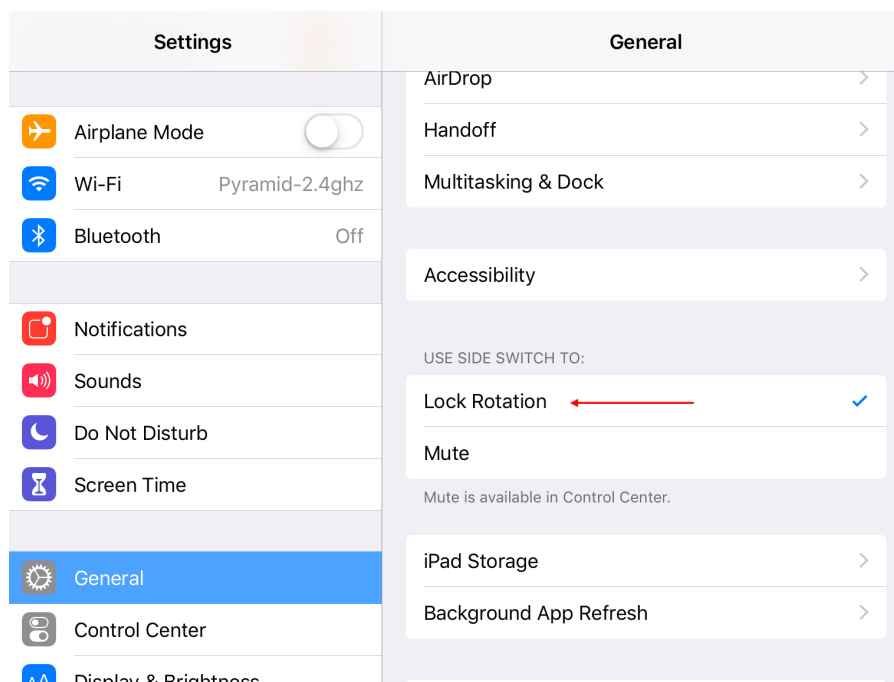 Settings
Airplane Mode
Wi-Fi Pyramid-2.4ghz
Bluetooth Off
Notifications
Sounds
Do Not Disturb
Screen Time
General
Control Center
Display & Brightness
General
AirDrop
Handoff
Multitasking & Dock
Accessibility
USE SIDE SWITCH TO:
Lock Rotation
Mute
Mute is available in Control Center.
iPad Storage
Background App Refresh